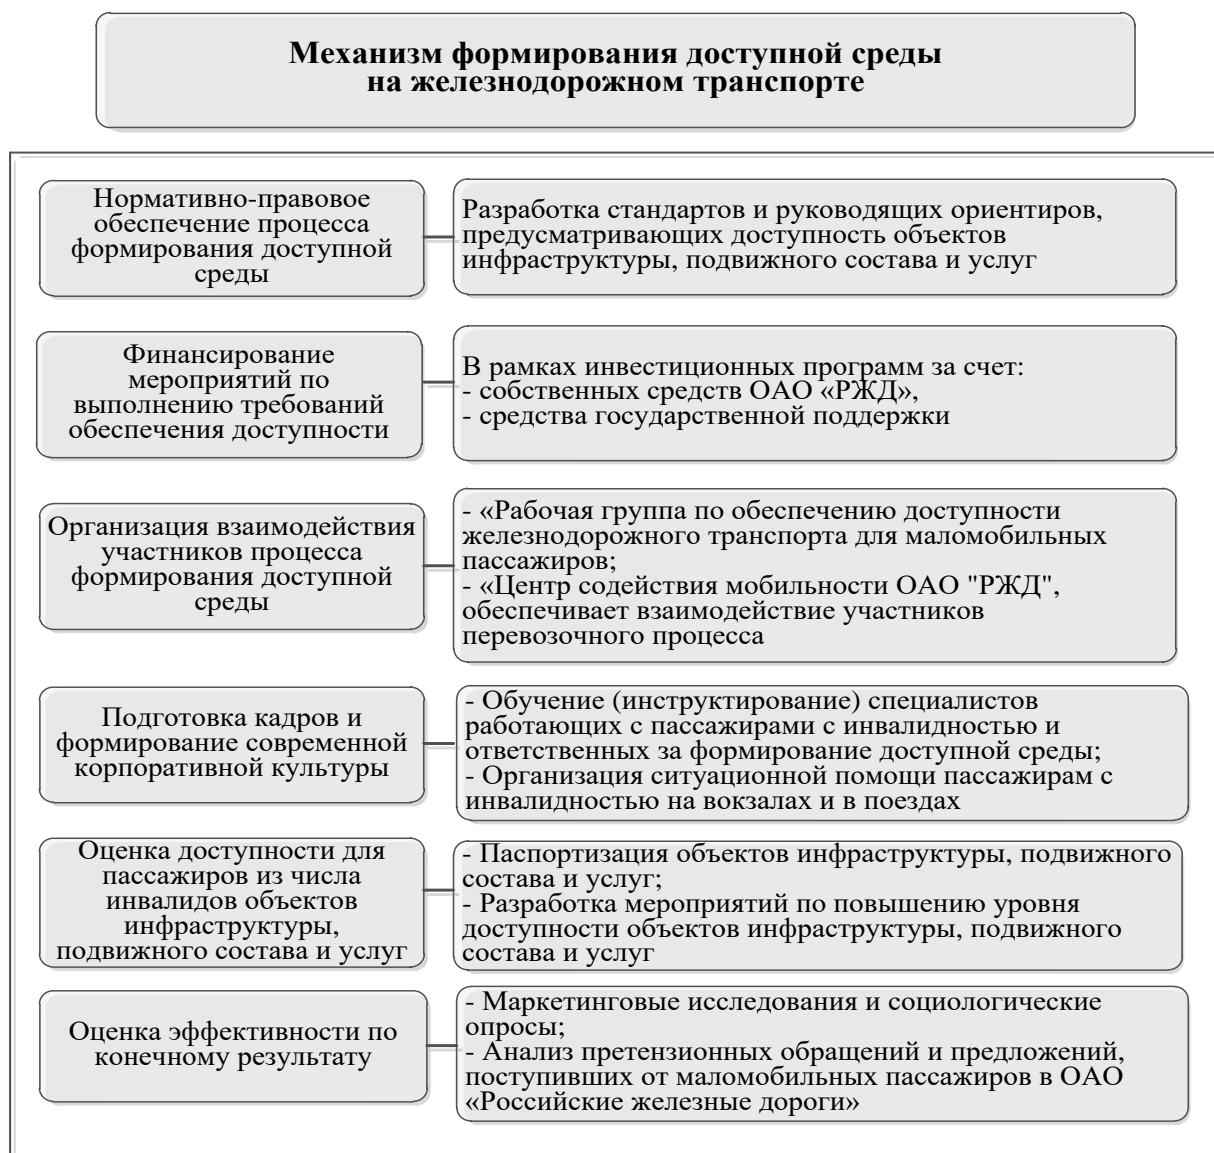 Механизм формирования доступной среды
на железнодорожном транспорте
Нормативно-правовое
обеспечение процесса
формирования доступной
среды
Разработка стандартов и руководящих ориентиров,
предусматривающих доступность объектов
инфраструктуры, подвижного состава и услуг
Финансирование
мероприятий по
выполнению требований
обеспечения доступности
В рамках инвестиционных программ за счет:
- собственных средств ОАО «РЖД»,
- средства государственной поддержки
Организация взаимодействия
участников процесса
формирования доступной
среды
- «Рабочая группа по обеспечению доступности
железнодорожного транспорта для маломобильных
пассажиров;
- «Центр содействия мобильности ОАО "РЖД",
обеспечивает взаимодействие участников
перевозочного процесса
Подготовка кадров и
формирование современной
корпоративной культуры
- Обучение (инструктирование) специалистов
работающих с пассажирами с инвалидностью и
ответственных за формирование доступной среды;
- Организация ситуационной помощи пассажирам с
инвалидностью на вокзалах и в поездах
Оценка доступности для
пассажиров из числа
инвалидов объектов
инфраструктуры,
подвижного состава и услуг
- Паспортизация объектов инфраструктуры, подвижного
состава и услуг;
- Разработка мероприятий по повышению уровня
доступности объектов инфраструктуры, подвижного
состава и услуг
Оценка эффективности по
конечному результату
- Маркетинговые исследования и социологические
опросы;
- Анализ претензионных обращений и предложений,
поступивших от маломобильных пассажиров в ОАО
«Российские железные дороги»